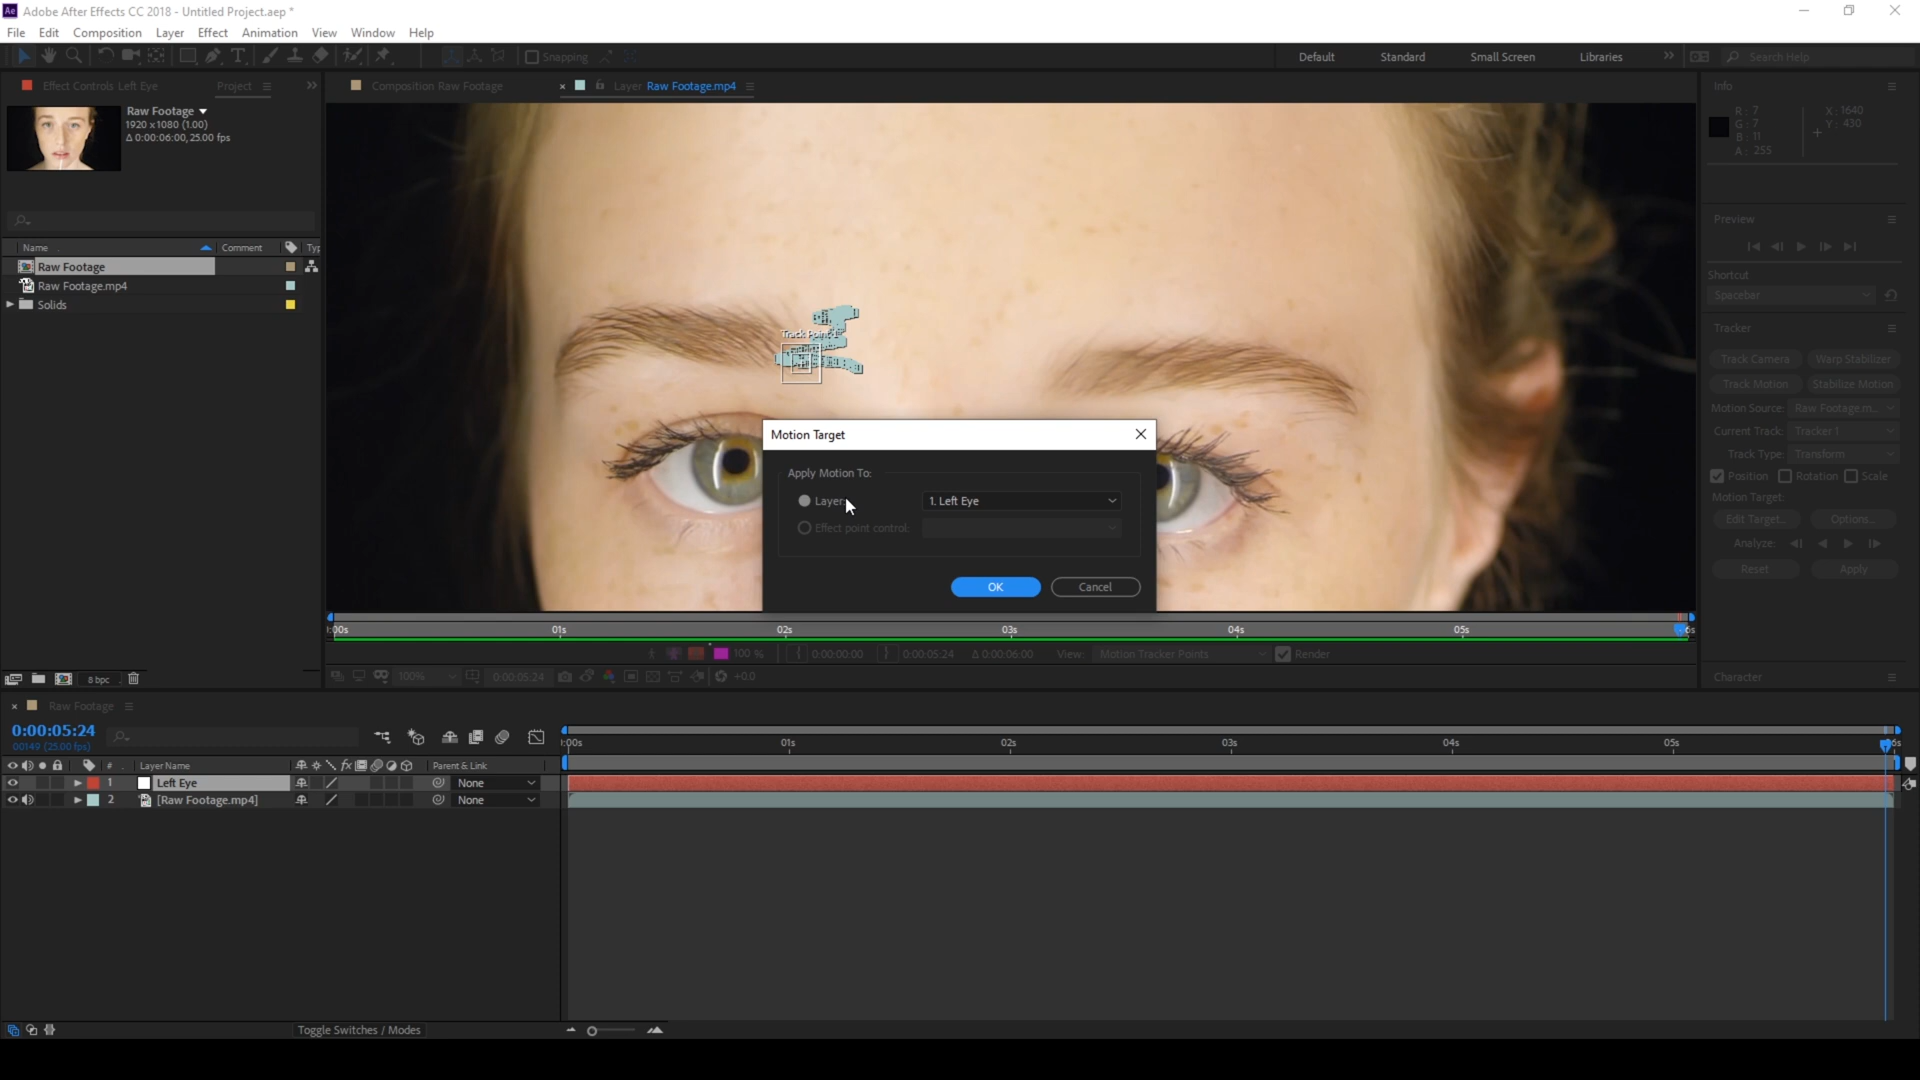 Ae Adobe After Effects CC 2018 - Untitled Project.aep *
File Edit Composition Layer Effect Animation View Window Help
Snapping
Default Standard Small Screen Libraries Search Help
Effect Controls Left Eye Project
Composition Raw Footage
Layer Raw Footage.mp4
Info
Raw Footage
1920 x 1080 (1.00)
Δ 0:00:06:00, 25.00 fps
R : 7
G : 7
B : 11
A : 255
X : 1640
Y : 430
Preview
Name Comment Typ
Raw Footage
Raw Footage.mp4
Solids
Shortcut
Spacebar
Tracker
Track Camera Warp Stabilizer
Track Motion Stabilize Motion
Motion Source: Raw Footage.m...
Current Track: Tracker 1
Track Type: Transform
Position Rotation Scale
Motion Target:
Edit Target... Options...
Analyze:
Reset Apply
Track Point 1
Motion Target
Apply Motion To:
Layer: 1. Left Eye
Effect point control:
OK Cancel
:00s 01s 02s 03s 04s 05s
100 % 0:00:00:00 0:00:05:24 Δ 0:00:06:00 View: Motion Tracker Points Render
8 bpc 100% 0:00:05:24 +0.0
Character
Raw Footage
0:00:05:24
00149 (25.00 fps)
:00s 01s 02s 03s 04s 05s
# Layer Name fx Parent & Link
1 Left Eye None
2 [Raw Footage.mp4] None
Toggle Switches / Modes